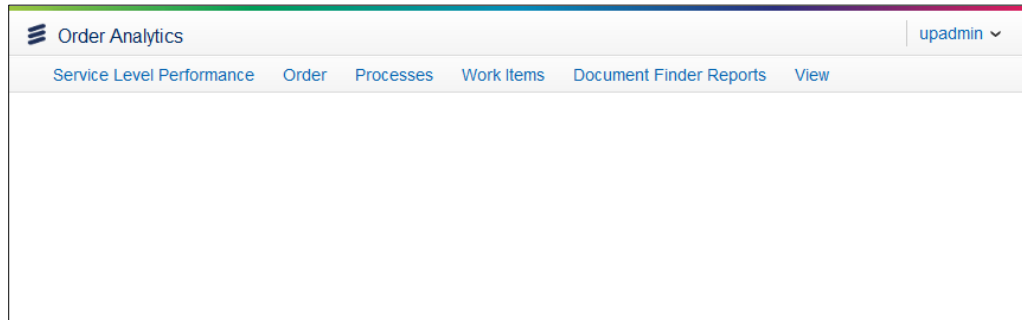 Order Analytics upadmin
Service Level Performance Order Processes Work Items Document Finder Reports View